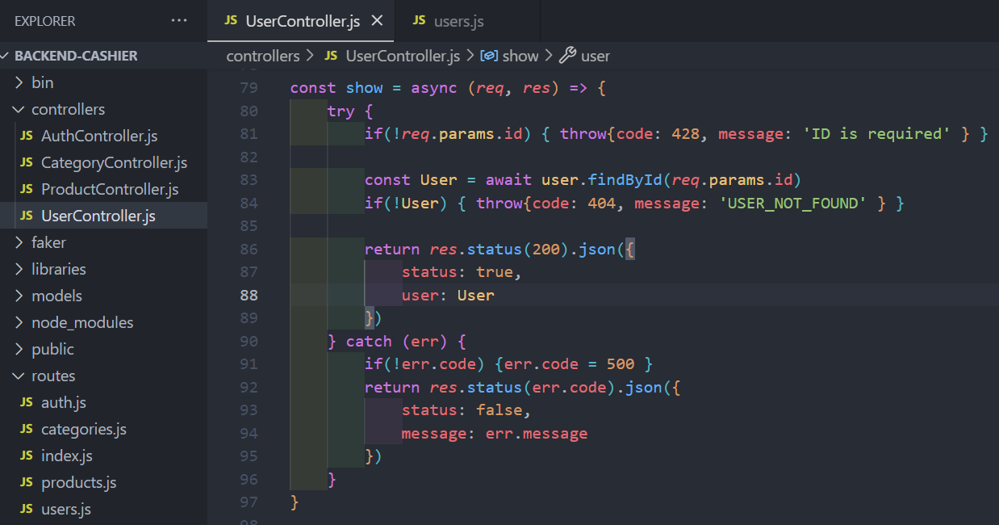 EXPLORER ···
JS UserController.js ×
JS users.js
BACKEND-CASHIER
controllers > JS UserController.js > show > user
bin
controllers
JS AuthController.js
JS CategoryController.js
JS ProductController.js
JS UserController.js
faker
libraries
models
node_modules
public
routes
JS auth.js
JS categories.js
JS index.js
JS products.js
JS users.js
79 const show = async (req, res) => {
80     try {
81         if(!req.params.id) { throw{code: 428, message: 'ID is required' } }
82
83         const User = await user.findById(req.params.id)
84         if(!User) { throw{code: 404, message: 'USER_NOT_FOUND' } }
85
86         return res.status(200).json({
87             status: true,
88             user: User
89         })
90     } catch (err) {
91         if(!err.code) {err.code = 500 }
92         return res.status(err.code).json({
93             status: false,
94             message: err.message
95         })
96     }
97 }